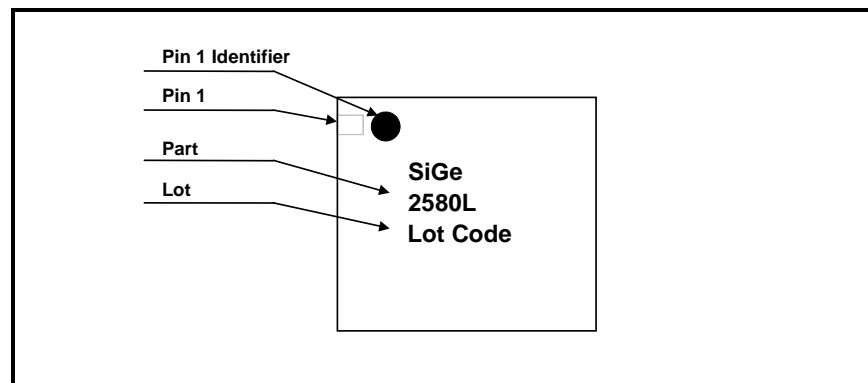 Pin 1 Identifier
Pin 1
Part
Lot
SiGe
2580L
Lot Code